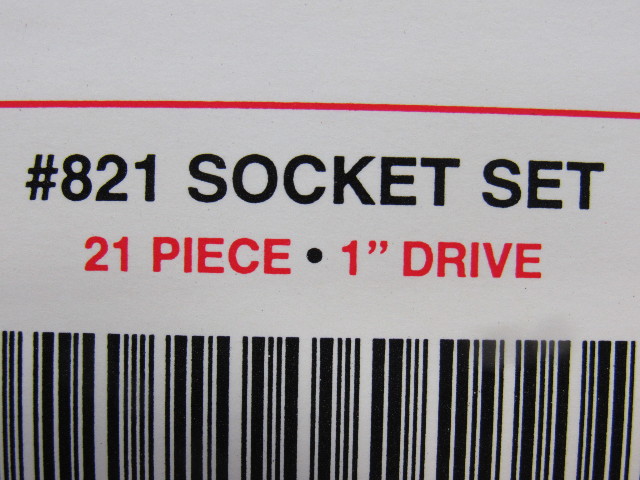 #821 SOCKET SET
21 PIECE • 1” DRIVE